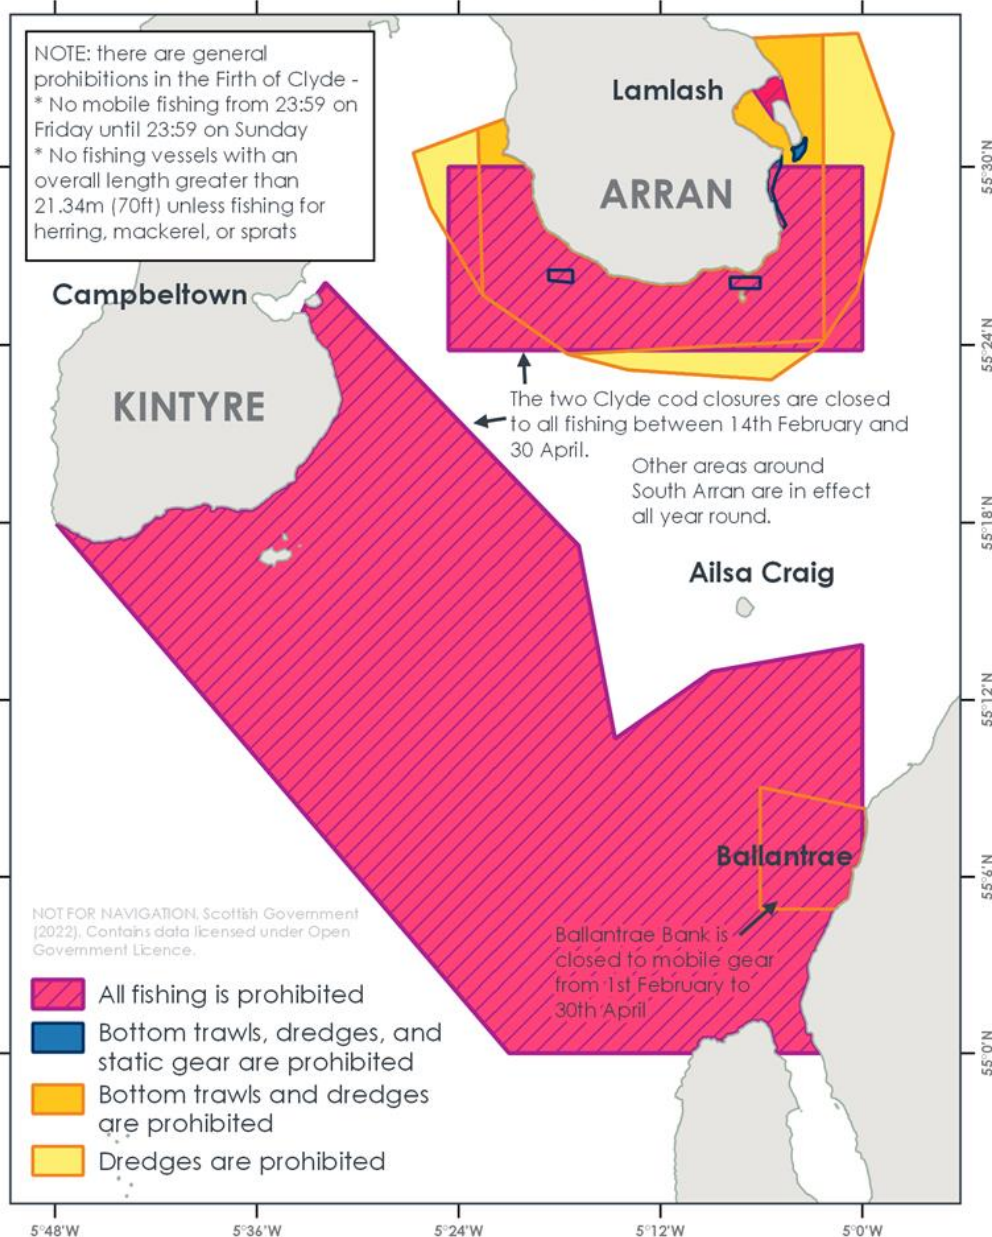 NOTE: there are general
prohibitions in the Firth of Clyde -
* No mobile fishing from 23:59 on
Friday until 23:59 on Sunday
* No fishing vessels with an
overall length greater than
21.34m (70ft) unless fishing for
herring, mackerel, or sprats
Lamlash
ARRAN
55°30'N
Campbeltown
KINTYRE
55°24'N
The two Clyde cod closures are closed
to all fishing between 14th February and
30 April.
Other areas around
South Arran are in effect
all year round.
55°18'N
Ailsa Craig
55°12'N
Ballantrae
55°6'N
Ballantrae Bank is
closed to mobile gear
from 1st February to
30th April
NOT FOR NAVIGATION. Scottish Government
(2022). Contains data licensed under Open
Government Licence.
All fishing is prohibited
Bottom trawls, dredges, and
static gear are prohibited
Bottom trawls and dredges
are prohibited
Dredges are prohibited
55°0'N
5°48'W
5°36'W
5°24'W
5°12'W
5°0'W